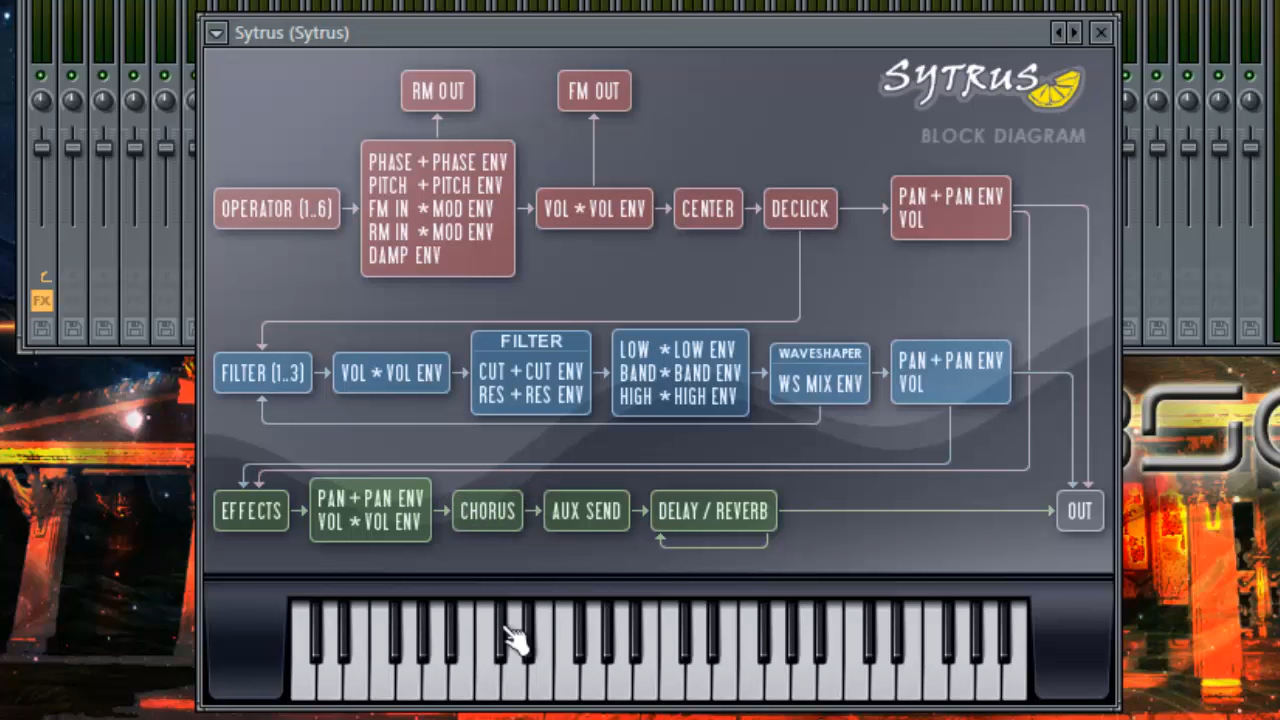 Sytrus (Sytrus)
SYTRUS
BLOCK DIAGRAM
RM OUT
FM OUT
OPERATOR (1..6)
PHASE + PHASE ENV
PITCH + PITCH ENV
FM IN * MOD ENV
RM IN * MOD ENV
DAMP ENV
VOL * VOL ENV
CENTER
DECLICK
PAN + PAN ENV
VOL
FILTER (1..3)
VOL * VOL ENV
FILTER
CUT + CUT ENV
RES + RES ENV
LOW * LOW ENV
BAND * BAND ENV
HIGH * HIGH ENV
WAVESHAPER
WS MIX ENV
PAN + PAN ENV
VOL
EFFECTS
PAN + PAN ENV
VOL * VOL ENV
CHORUS
AUX SEND
DELAY / REVERB
OUT
FX